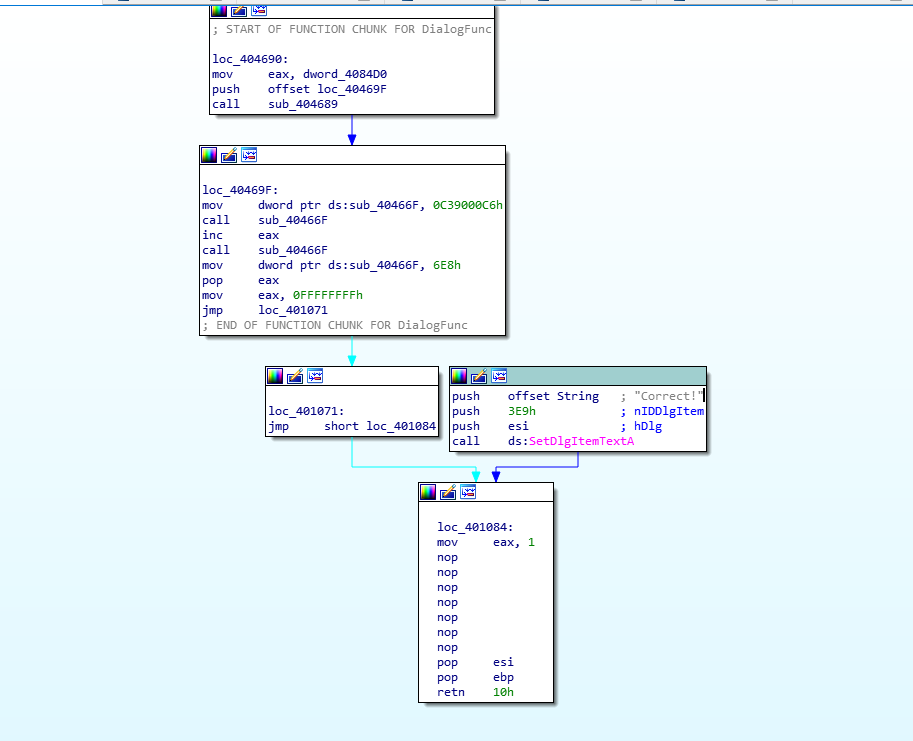 ; START OF FUNCTION CHUNK FOR DialogFunc
loc_404690:
mov eax, dword_4084D0
push offset loc_40469F
call sub_404689
loc_40469F:
mov dword ptr ds:sub_40466F, 0C39000C6h
call sub_40466F
inc eax
call sub_40466F
mov dword ptr ds:sub_40466F, 6E8h
pop eax
mov eax, 0FFFFFFFFh
jmp loc_401071
; END OF FUNCTION CHUNK FOR DialogFunc
loc_401071:
jmp short loc_401084
push offset String ; "Correct!"
push 3E9h ; nIDDlgItem
push esi ; hDlg
call ds:SetDlgItemTextA
loc_401084:
mov eax, 1
nop
nop
nop
nop
nop
nop
nop
pop esi
pop ebp
retn 10h